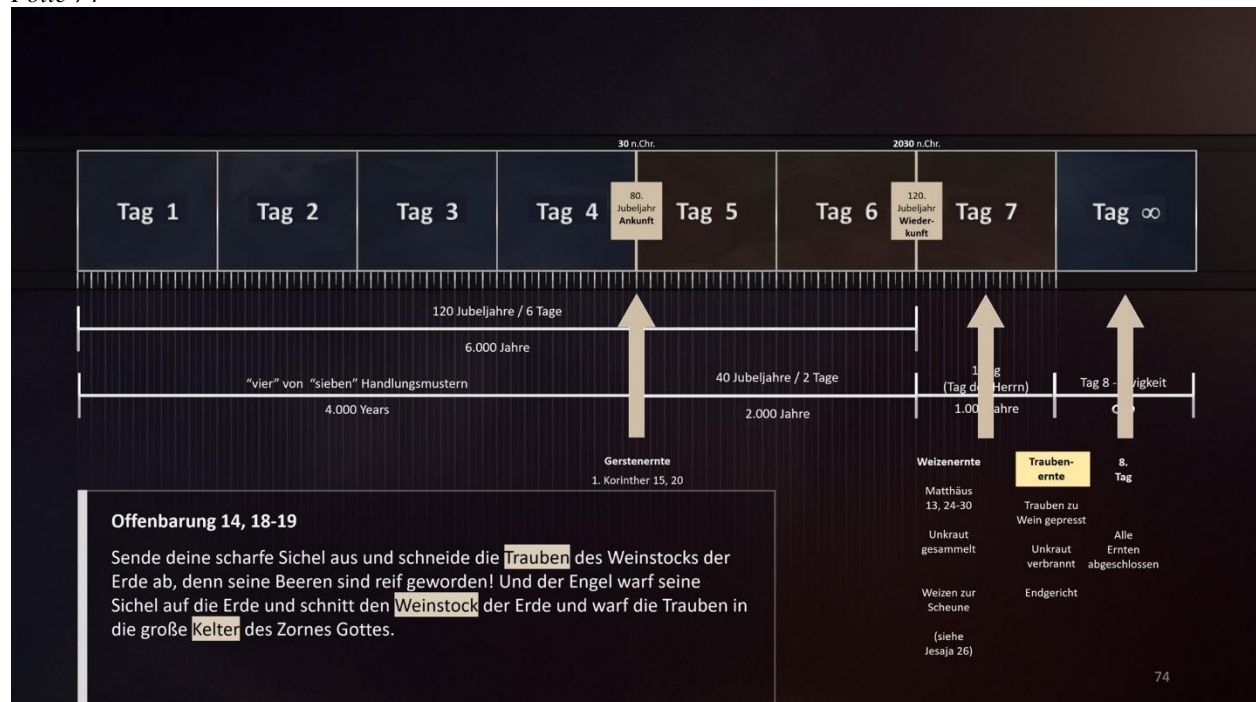 30 n.Chr.
2030 n.Chr.
Tag 1
Tag 2
Tag 3
Tag 4
80.
Jubeljahr
Ankunft
Tag 5
Tag 6
120.
Jubeljahr
Wieder-
kunft
Tag 7
Tag ∞
120 Jubeljahre / 6 Tage
6.000 Jahre
"vier" von "sieben" Handlungsmustern
4.000 Years
40 Jubeljahre / 2 Tage
2.000 Jahre
(Tag Herrn)
Tag 8 -
Gerstenernte
1. Korinther 15, 20
Weizenernte
Matthäus
13, 24-30
Unkraut
gesammelt
Weizen zur
Scheune
(siehe
Jesaja 26)
Trauben-
ernte
Trauben zu
Wein gepresst
Unkraut
verbrannt
Endgericht
8.
Tag
Alle
Ernten
abgeschlossen
Offenbarung 14, 18-19
Sende deine scharfe Sichel aus und schneide die Trauben des Weinstocks der
Erde ab, denn seine Beeren sind reif geworden! Und der Engel warf seine
Sichel auf die Erde und schnitt den Weinstock der Erde und warf die Trauben in
die große Kelter des Zornes Gottes.
74